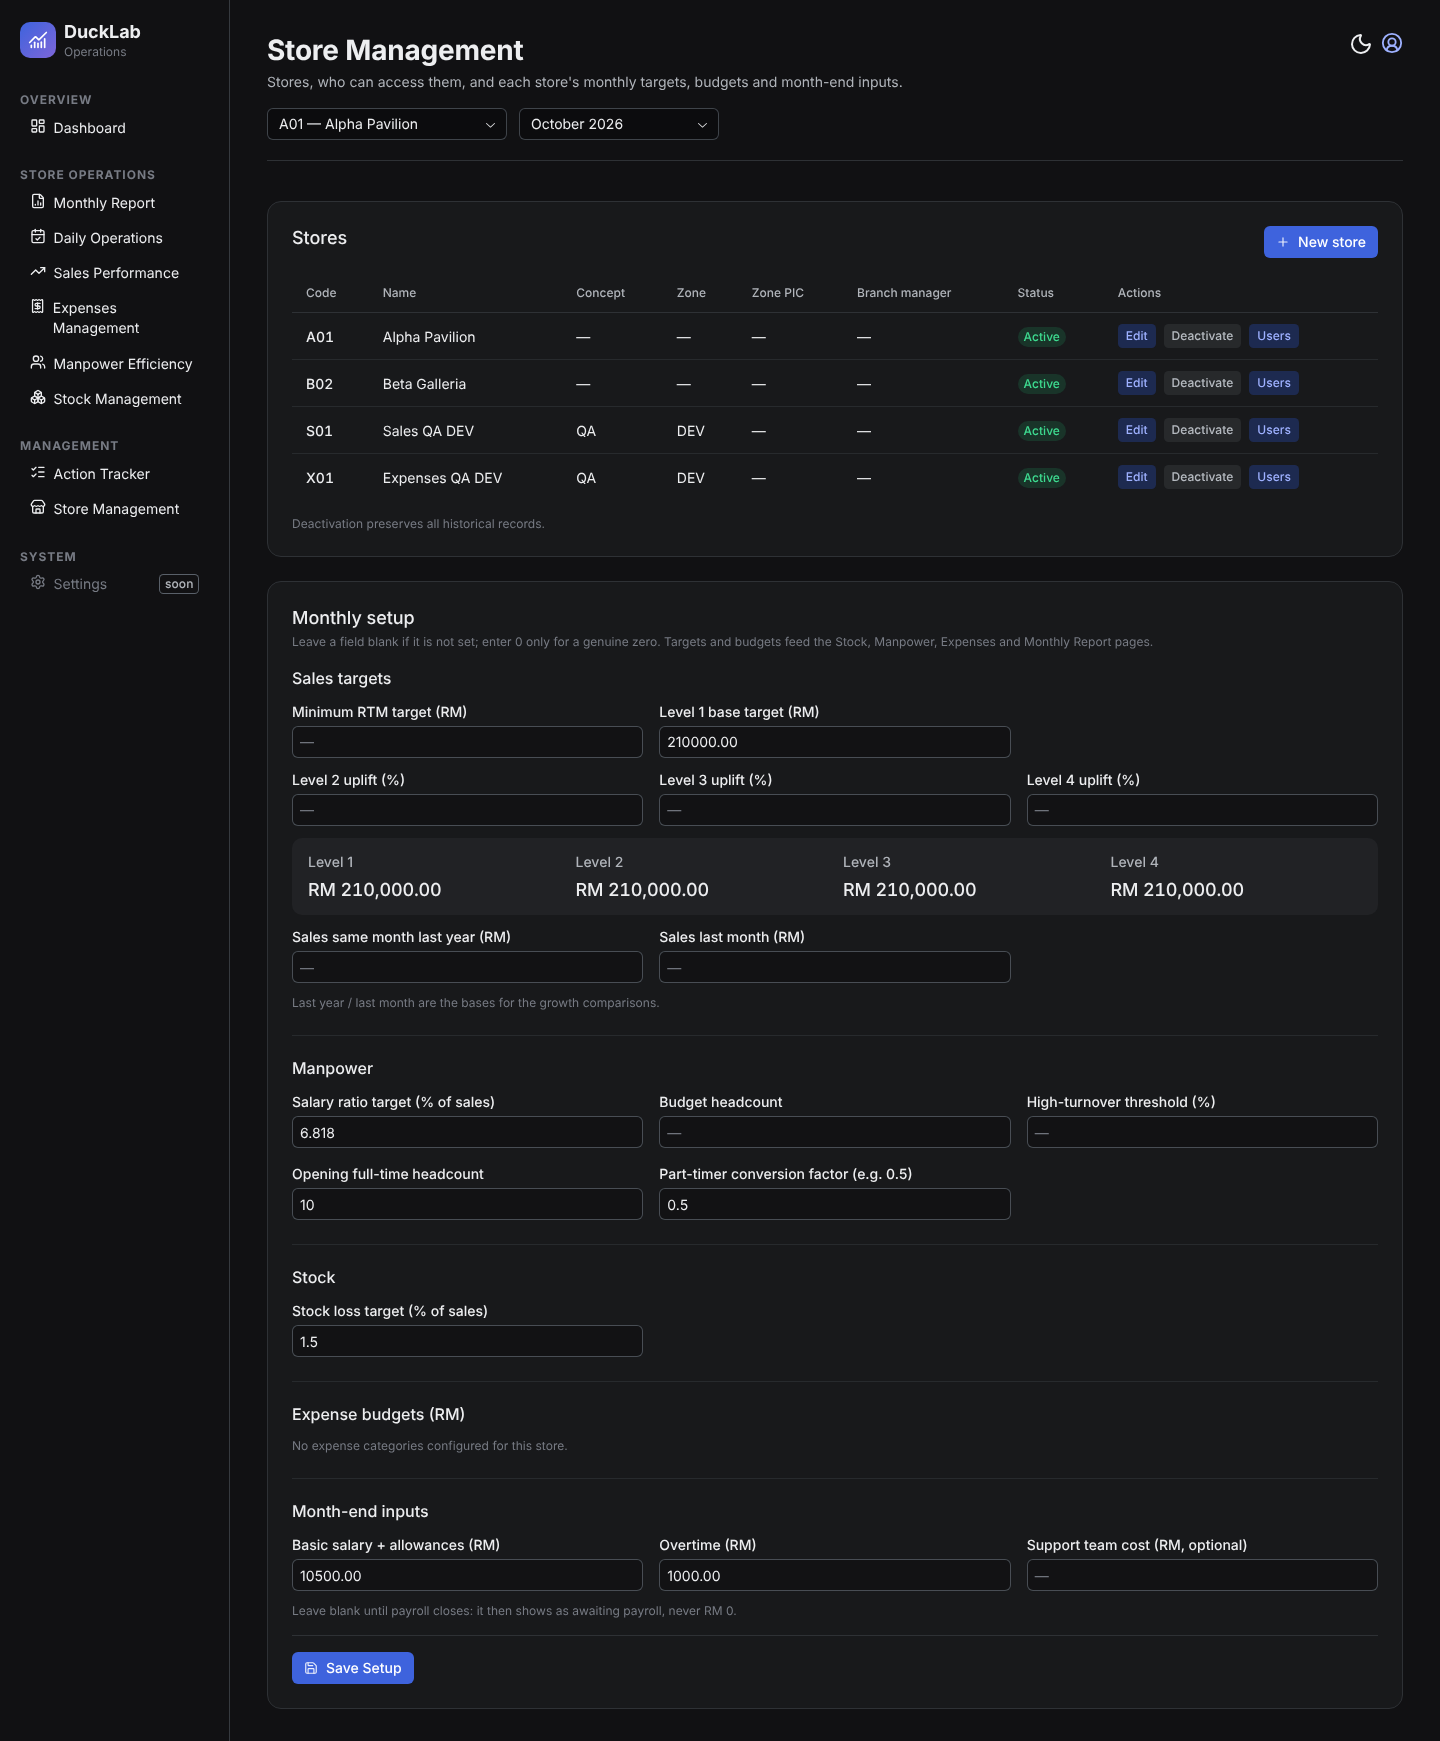 DuckLab
Operations
OVERVIEW
Dashboard
STORE OPERATIONS
Monthly Report
Daily Operations
Sales Performance
Expenses
Management
Manpower Efficiency
Stock Management
MANAGEMENT
Action Tracker
Store Management
SYSTEM
Settings soon
Store Management
Stores, who can access them, and each store's monthly targets, budgets and month-end inputs.
A01 — Alpha Pavilion October 2026
Stores
New store
Code Name Concept Zone Zone PIC Branch manager Status Actions
A01 Alpha Pavilion — — — — Active Edit Deactivate Users
B02 Beta Galleria — — — — Active Edit Deactivate Users
S01 Sales QA DEV QA DEV — — Active Edit Deactivate Users
X01 Expenses QA DEV QA DEV — — Active Edit Deactivate Users
Deactivation preserves all historical records.
Monthly setup
Leave a field blank if it is not set; enter 0 only for a genuine zero. Targets and budgets feed the Stock, Manpower, Expenses and Monthly Report pages.
Sales targets
Minimum RTM target (RM) Level 1 base target (RM)
— 210000.00
Level 2 uplift (%) Level 3 uplift (%) Level 4 uplift (%)
— — —
Level 1 Level 2 Level 3 Level 4
RM 210,000.00 RM 210,000.00 RM 210,000.00 RM 210,000.00
Sales same month last year (RM) Sales last month (RM)
— —
Last year / last month are the bases for the growth comparisons.
Manpower
Salary ratio target (% of sales) Budget headcount High-turnover threshold (%)
6.818 — —
Opening full-time headcount Part-timer conversion factor (e.g. 0.5)
10 0.5
Stock
Stock loss target (% of sales)
1.5
Expense budgets (RM)
No expense categories configured for this store.
Month-end inputs
Basic salary + allowances (RM) Overtime (RM) Support team cost (RM, optional)
10500.00 1000.00 —
Leave blank until payroll closes: it then shows as awaiting payroll, never RM 0.
Save Setup